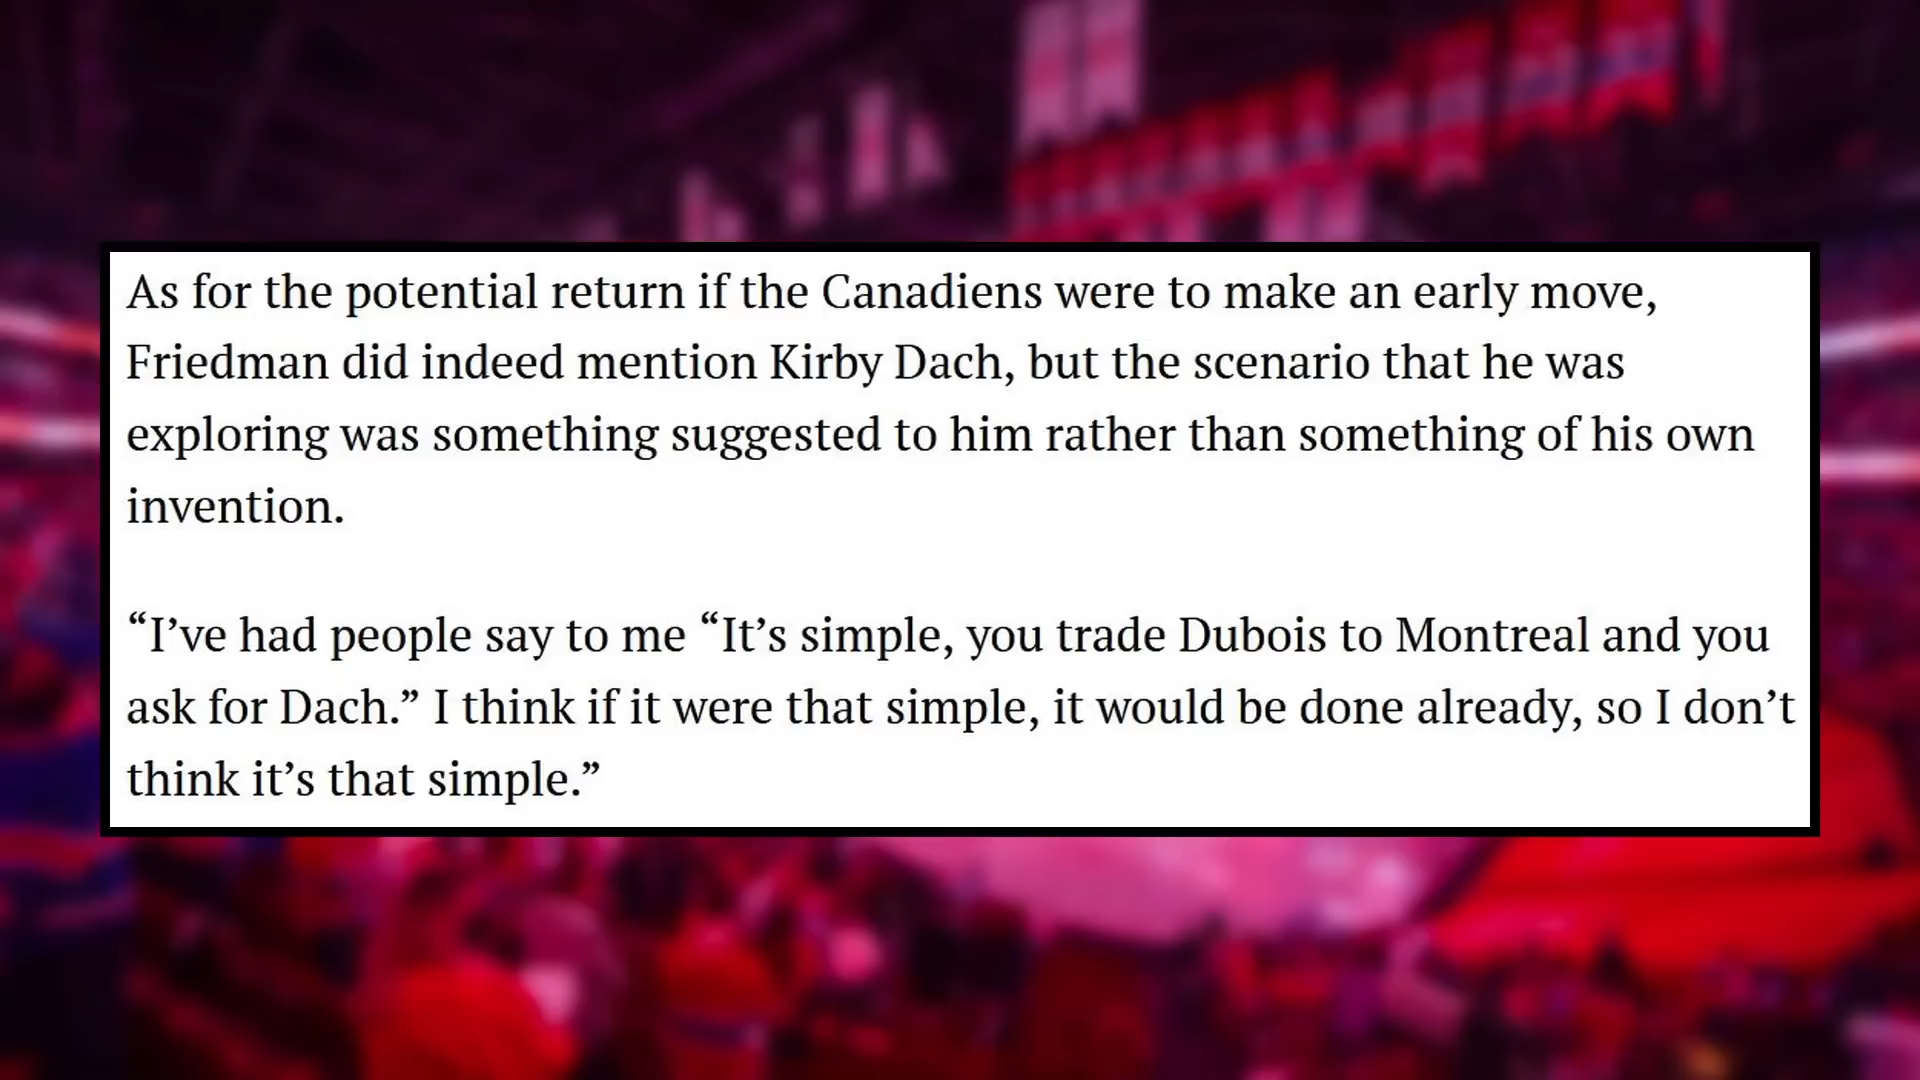 As for the potential return if the Canadiens were to make an early move,
Friedman did indeed mention Kirby Dach, but the scenario that he was
exploring was something suggested to him rather than something of his own
invention.
“I’ve had people say to me “It’s simple, you trade Dubois to Montreal and you
ask for Dach.” I think if it were that simple, it would be done already, so I don’t
think it’s that simple.”